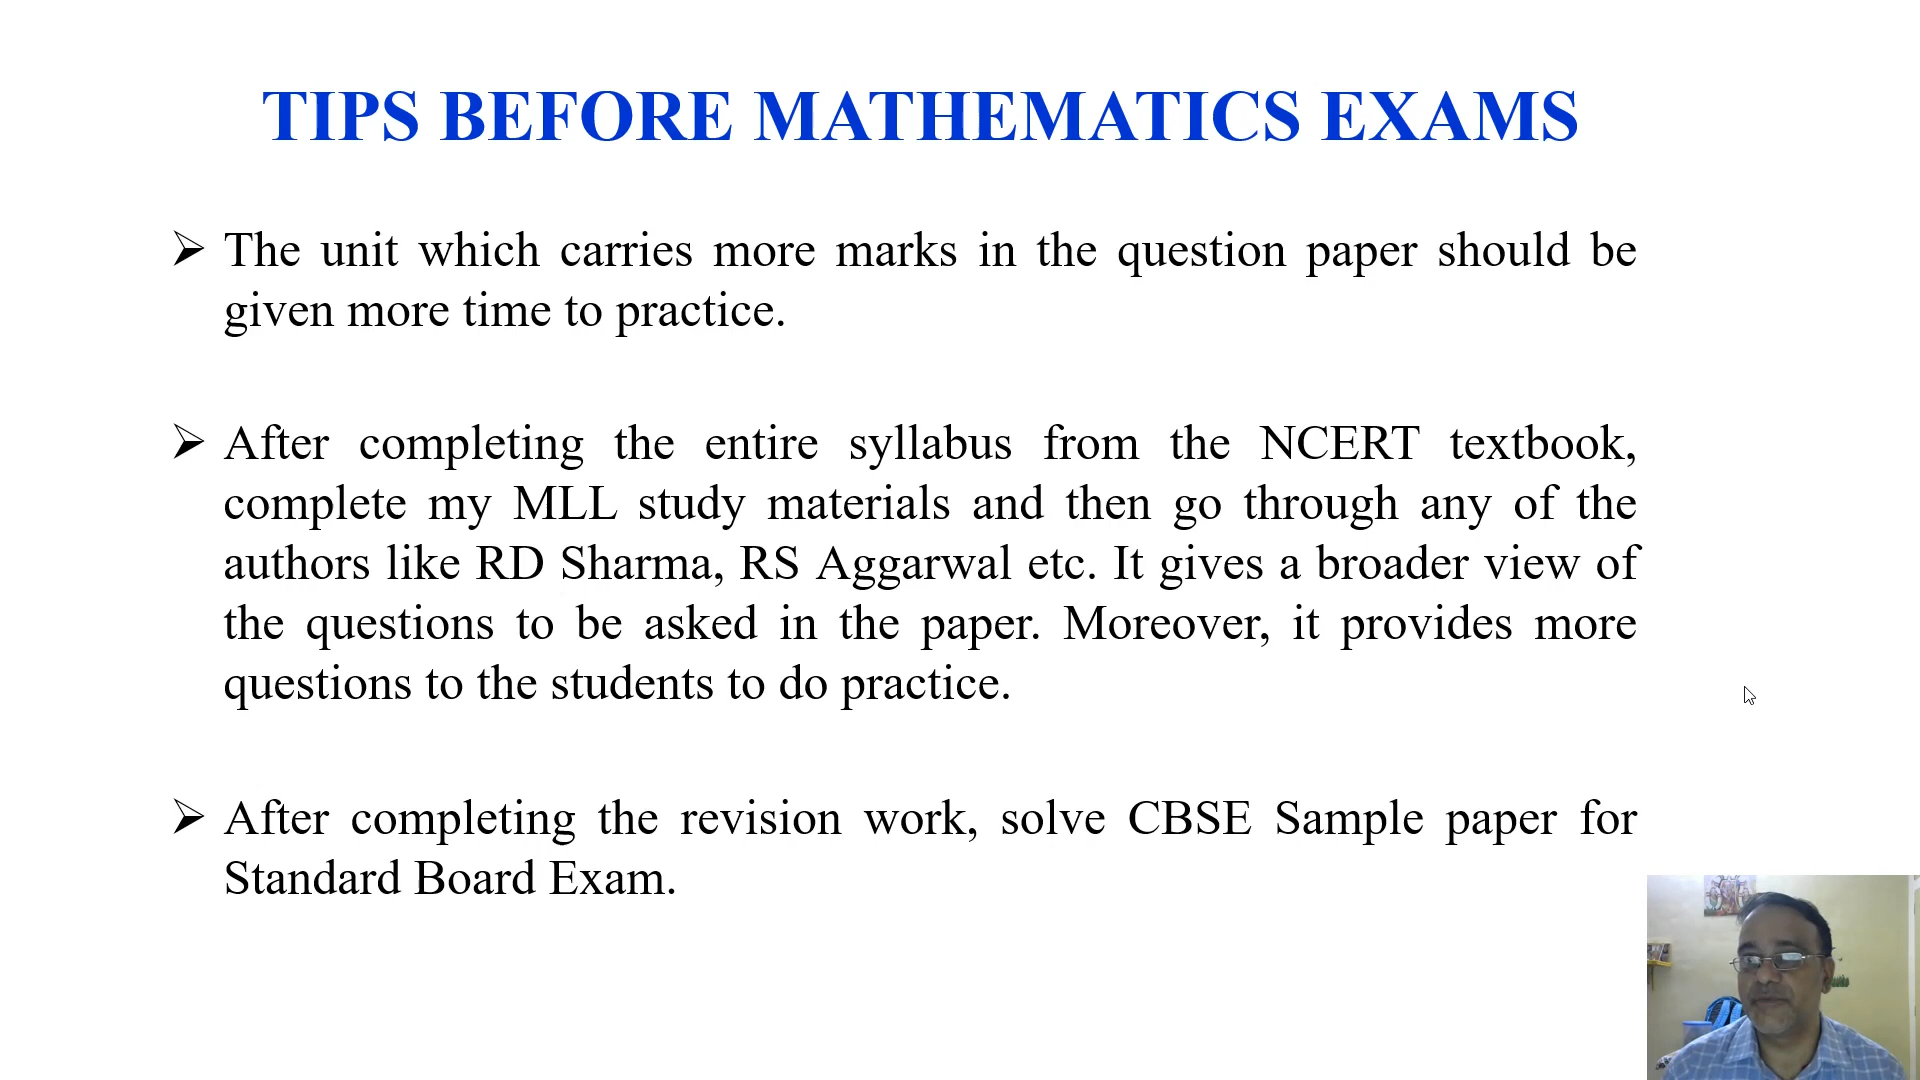 TIPS BEFORE MATHEMATICS EXAMS
➢ The unit which carries more marks in the question paper should be
given more time to practice.
➢ After completing the entire syllabus from the NCERT textbook,
complete my MLL study materials and then go through any of the
authors like RD Sharma, RS Aggarwal etc. It gives a broader view of
the questions to be asked in the paper. Moreover, it provides more
questions to the students to do practice.
➢ After completing the revision work, solve CBSE Sample paper for
Standard Board Exam.